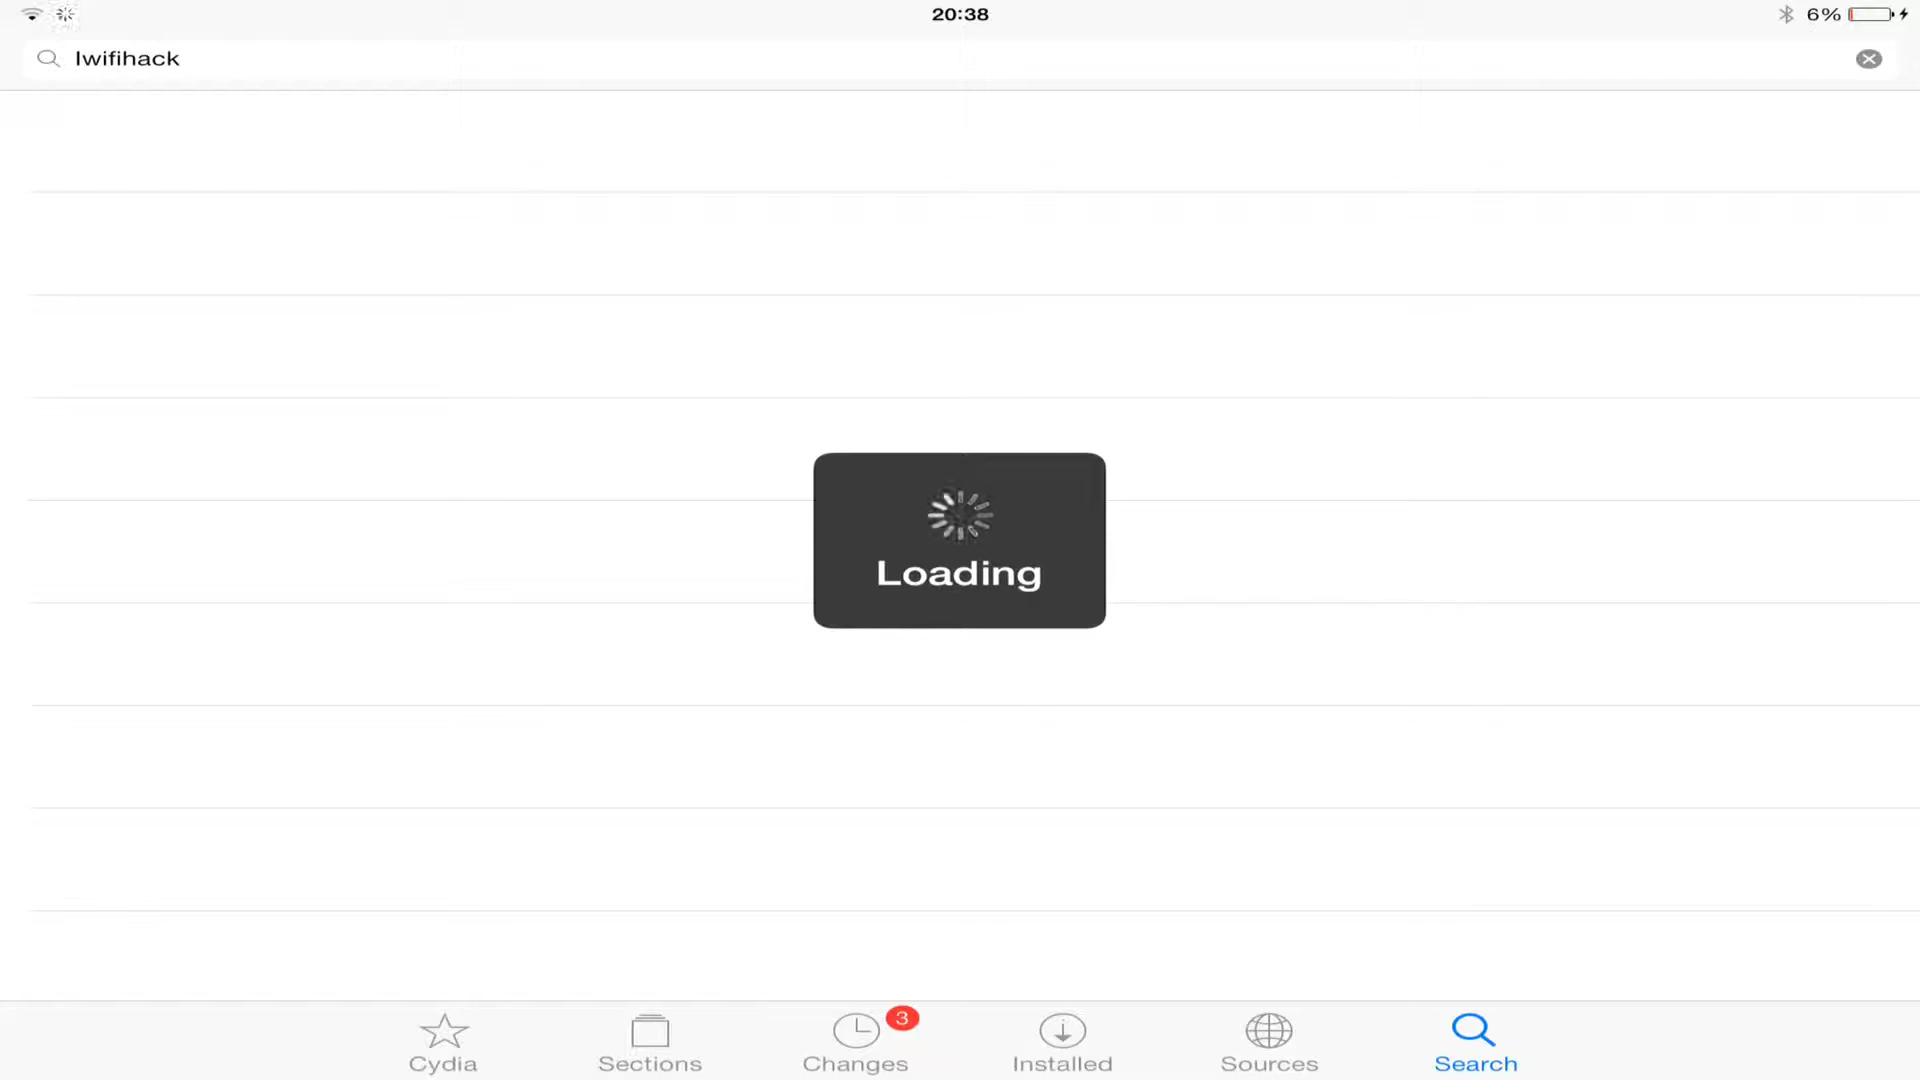 20:38
6%
Iwifihack
Loading
3
Cydia
Sections
Changes
Installed
Sources
Search